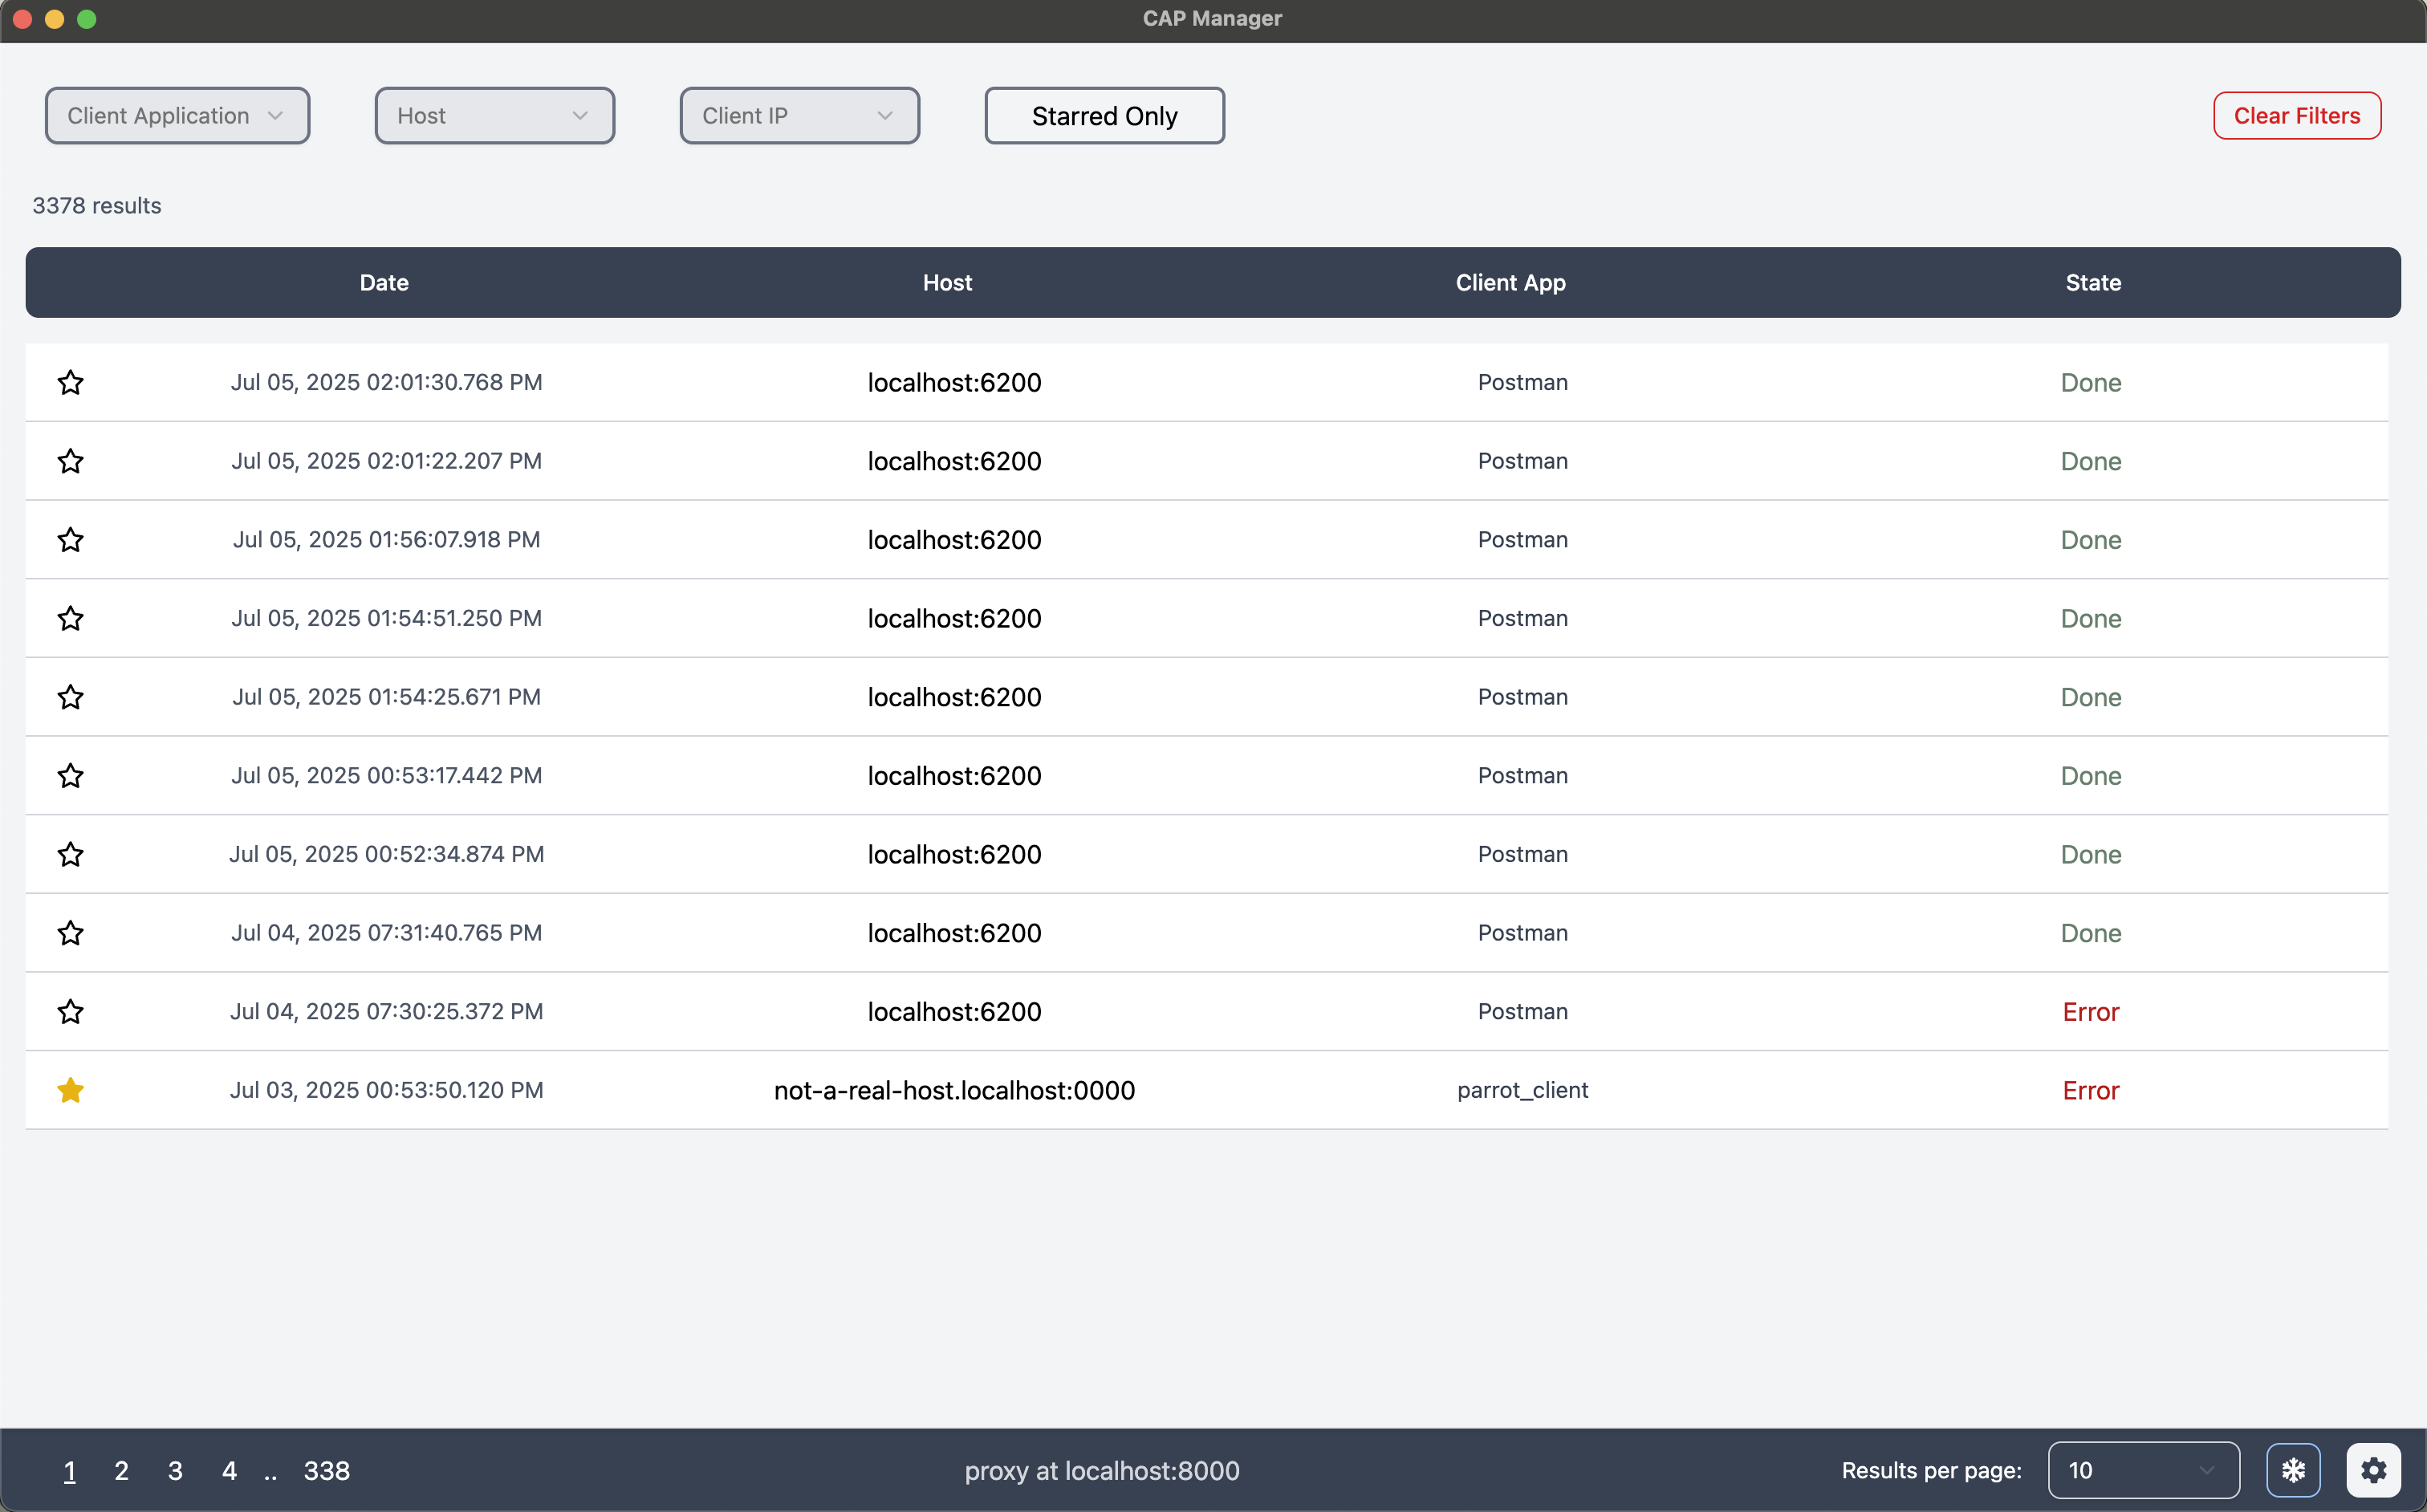 CAP Manager
Client Application Host Client IP Starred Only Clear Filters
3378 results
Date Host Client App State
Jul 05, 2025 02:01:30.768 PM localhost:6200 Postman Done
Jul 05, 2025 02:01:22.207 PM localhost:6200 Postman Done
Jul 05, 2025 01:56:07.918 PM localhost:6200 Postman Done
Jul 05, 2025 01:54:51.250 PM localhost:6200 Postman Done
Jul 05, 2025 01:54:25.671 PM localhost:6200 Postman Done
Jul 05, 2025 00:53:17.442 PM localhost:6200 Postman Done
Jul 05, 2025 00:52:34.874 PM localhost:6200 Postman Done
Jul 04, 2025 07:31:40.765 PM localhost:6200 Postman Done
Jul 04, 2025 07:30:25.372 PM localhost:6200 Postman Error
Jul 03, 2025 00:53:50.120 PM not-a-real-host.localhost:0000 parrot_client Error
1 2 3 4 .. 338 proxy at localhost:8000 Results per page: 10